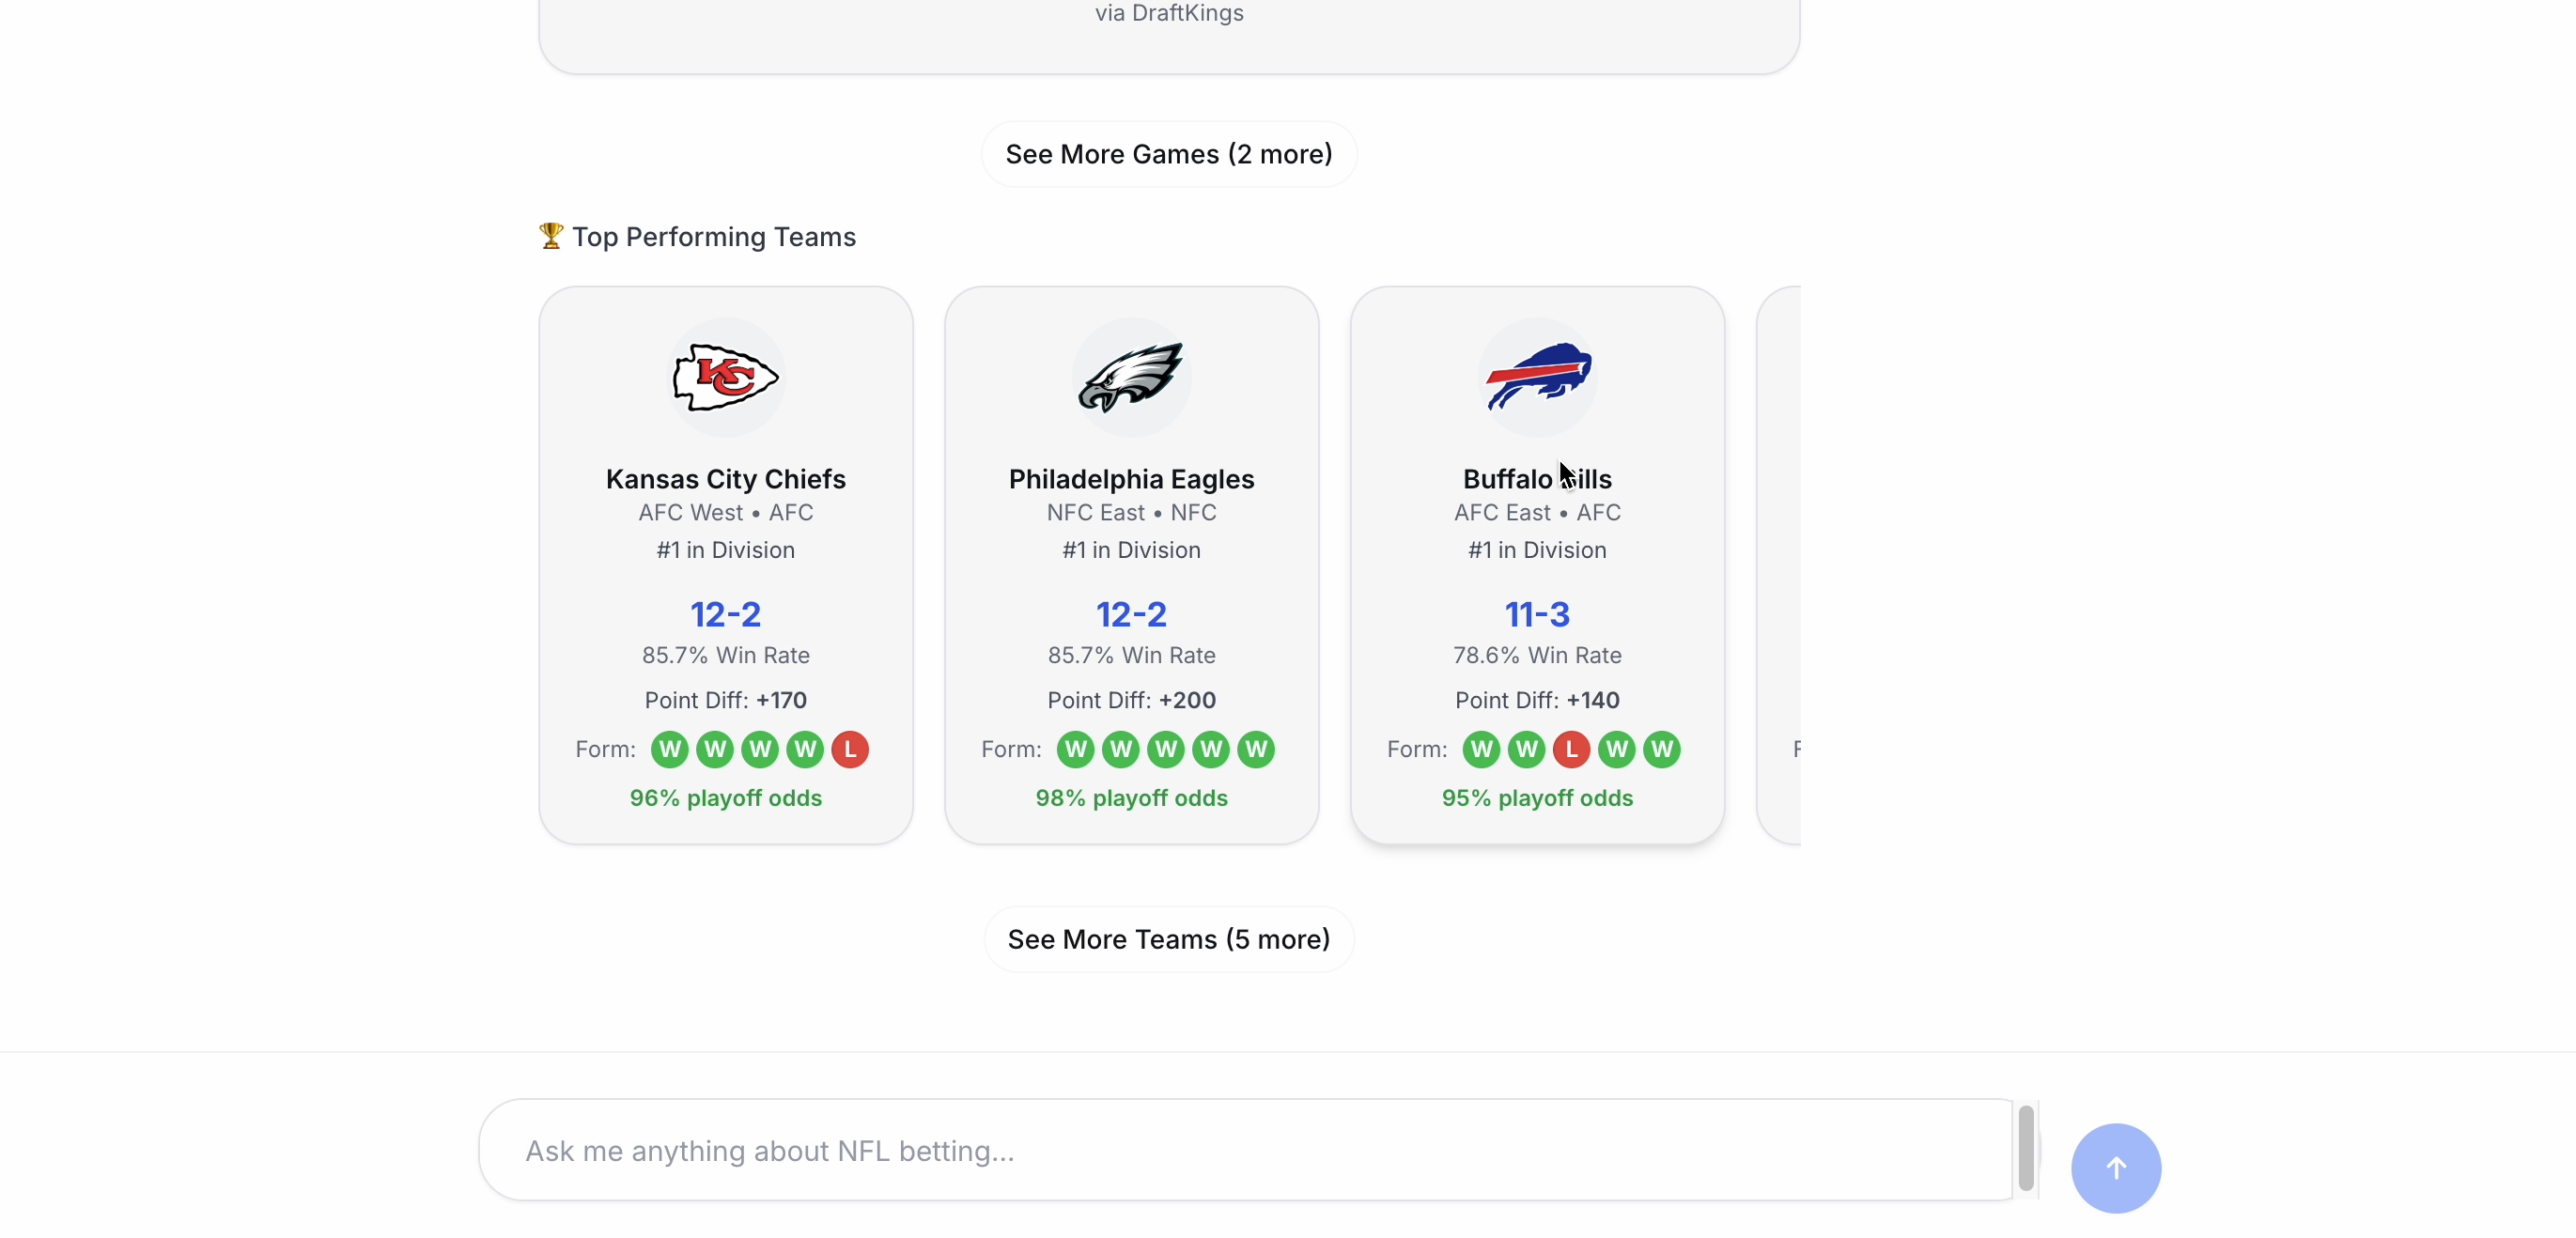 via DraftKings
See More Games (2 more)
🏆 Top Performing Teams
KC
Kansas City Chiefs
AFC West • AFC
#1 in Division
12-2
85.7% Win Rate
Point Diff: +170
Form: W W W W L
96% playoff odds
Philadelphia Eagles
NFC East • NFC
#1 in Division
12-2
85.7% Win Rate
Point Diff: +200
Form: W W W W W
98% playoff odds
Buffalo ills
AFC East • AFC
#1 in Division
11-3
78.6% Win Rate
Point Diff: +140
Form: W W L W W
95% playoff odds
See More Teams (5 more)
Ask me anything about NFL betting...